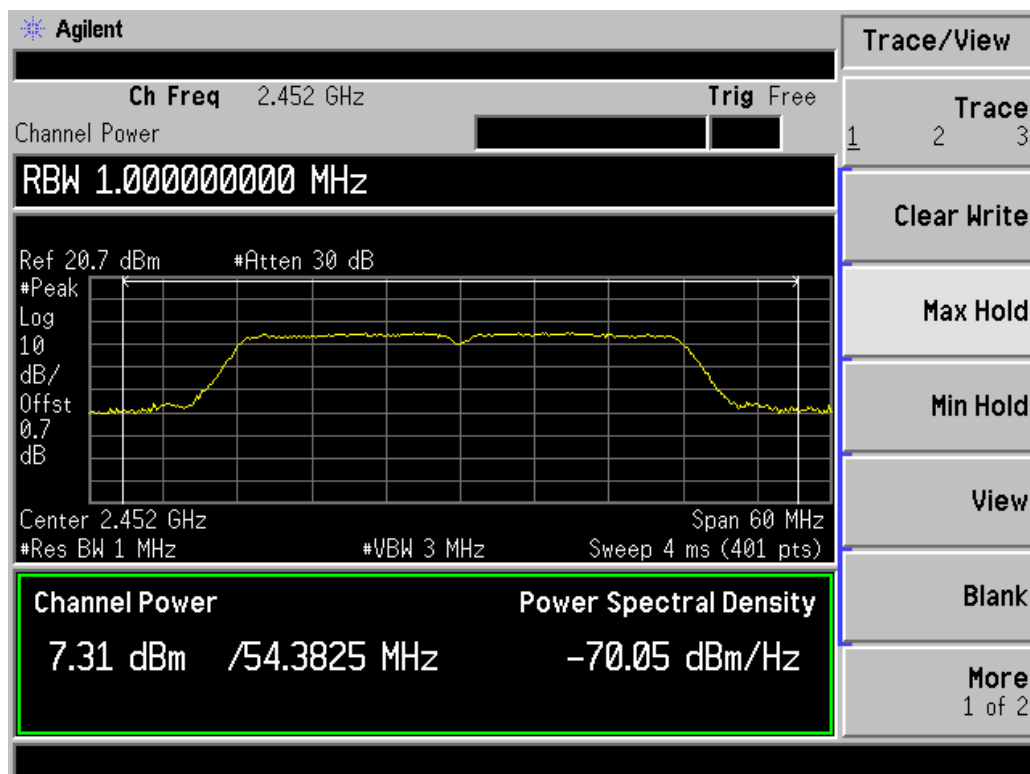 Agilent
Trace/View
Ch Freq 2.452 GHz Trig Free
Channel Power
Trace
1 2 3
RBW 1.000000000 MHz
Clear Write
Ref 20.7 dBm #Atten 30 dB
#Peak
Log
10
dB/
Offst
0.7
dB
Max Hold
Min Hold
Center 2.452 GHz Span 60 MHz
#Res BW 1 MHz #VBW 3 MHz Sweep 4 ms (401 pts)
View
Channel Power Power Spectral Density
7.31 dBm /54.3825 MHz -70.05 dBm/Hz
Blank
More
1 of 2